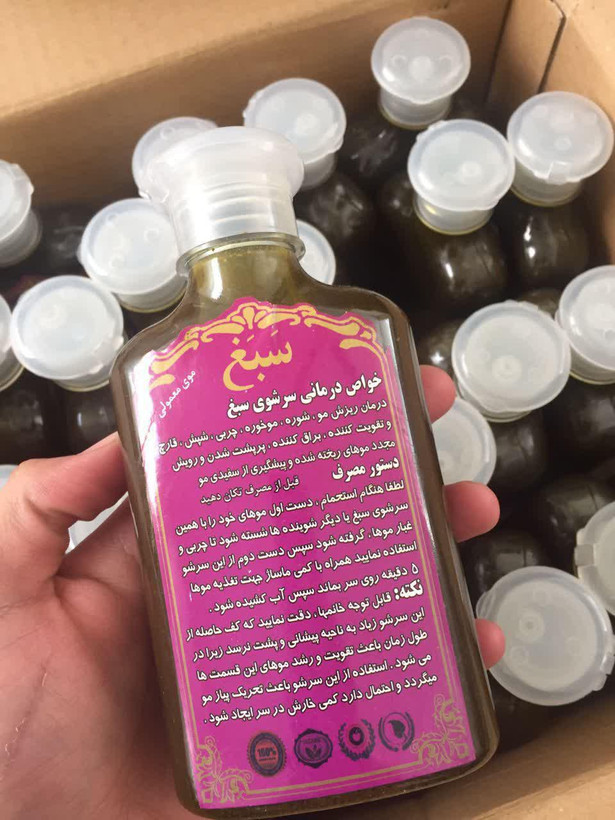 سَبَغ
موی معمولی
خواص درمانی سرشوی سبغ
درمان ریزش مو ، شوره ، موخوره ، چربی ، شپش ، قارچ
و تقویت کننده ، براق کننده ، پرپشت شدن و رویش
مجدد موهای ریخته شده و پیشگیری از سفیدی مو
دستور مصرف
قبل از مصرف تکان دهید
لطفا هنگام استحمام ، دست اول موهای خود را با همین
سرشوی سبغ یا دیگر شوینده ها شسته شود تا چربی و
غبار موها ، گرفته شود سپس دست دوم از این سرشو
استفاده نمایید همراه با کمی ماساژ جهت تغذیه موها
۵ دقیقه روی سر بماند سپس آب کشیده شود .
نکته: قابل توجه خانمها ، دقت نمایید که کف حاصله از
این سرشو زیاد به ناحیه پیشانی و پشت نرسد زیرا در
طول زمان باعث تقویت و رشد موهای این قسمت ها
می شود . استفاده از این سرشو باعث تحریک پیاز مو
میگردد و احتمال دارد کمی خارش در سر ایجاد شود .
100%